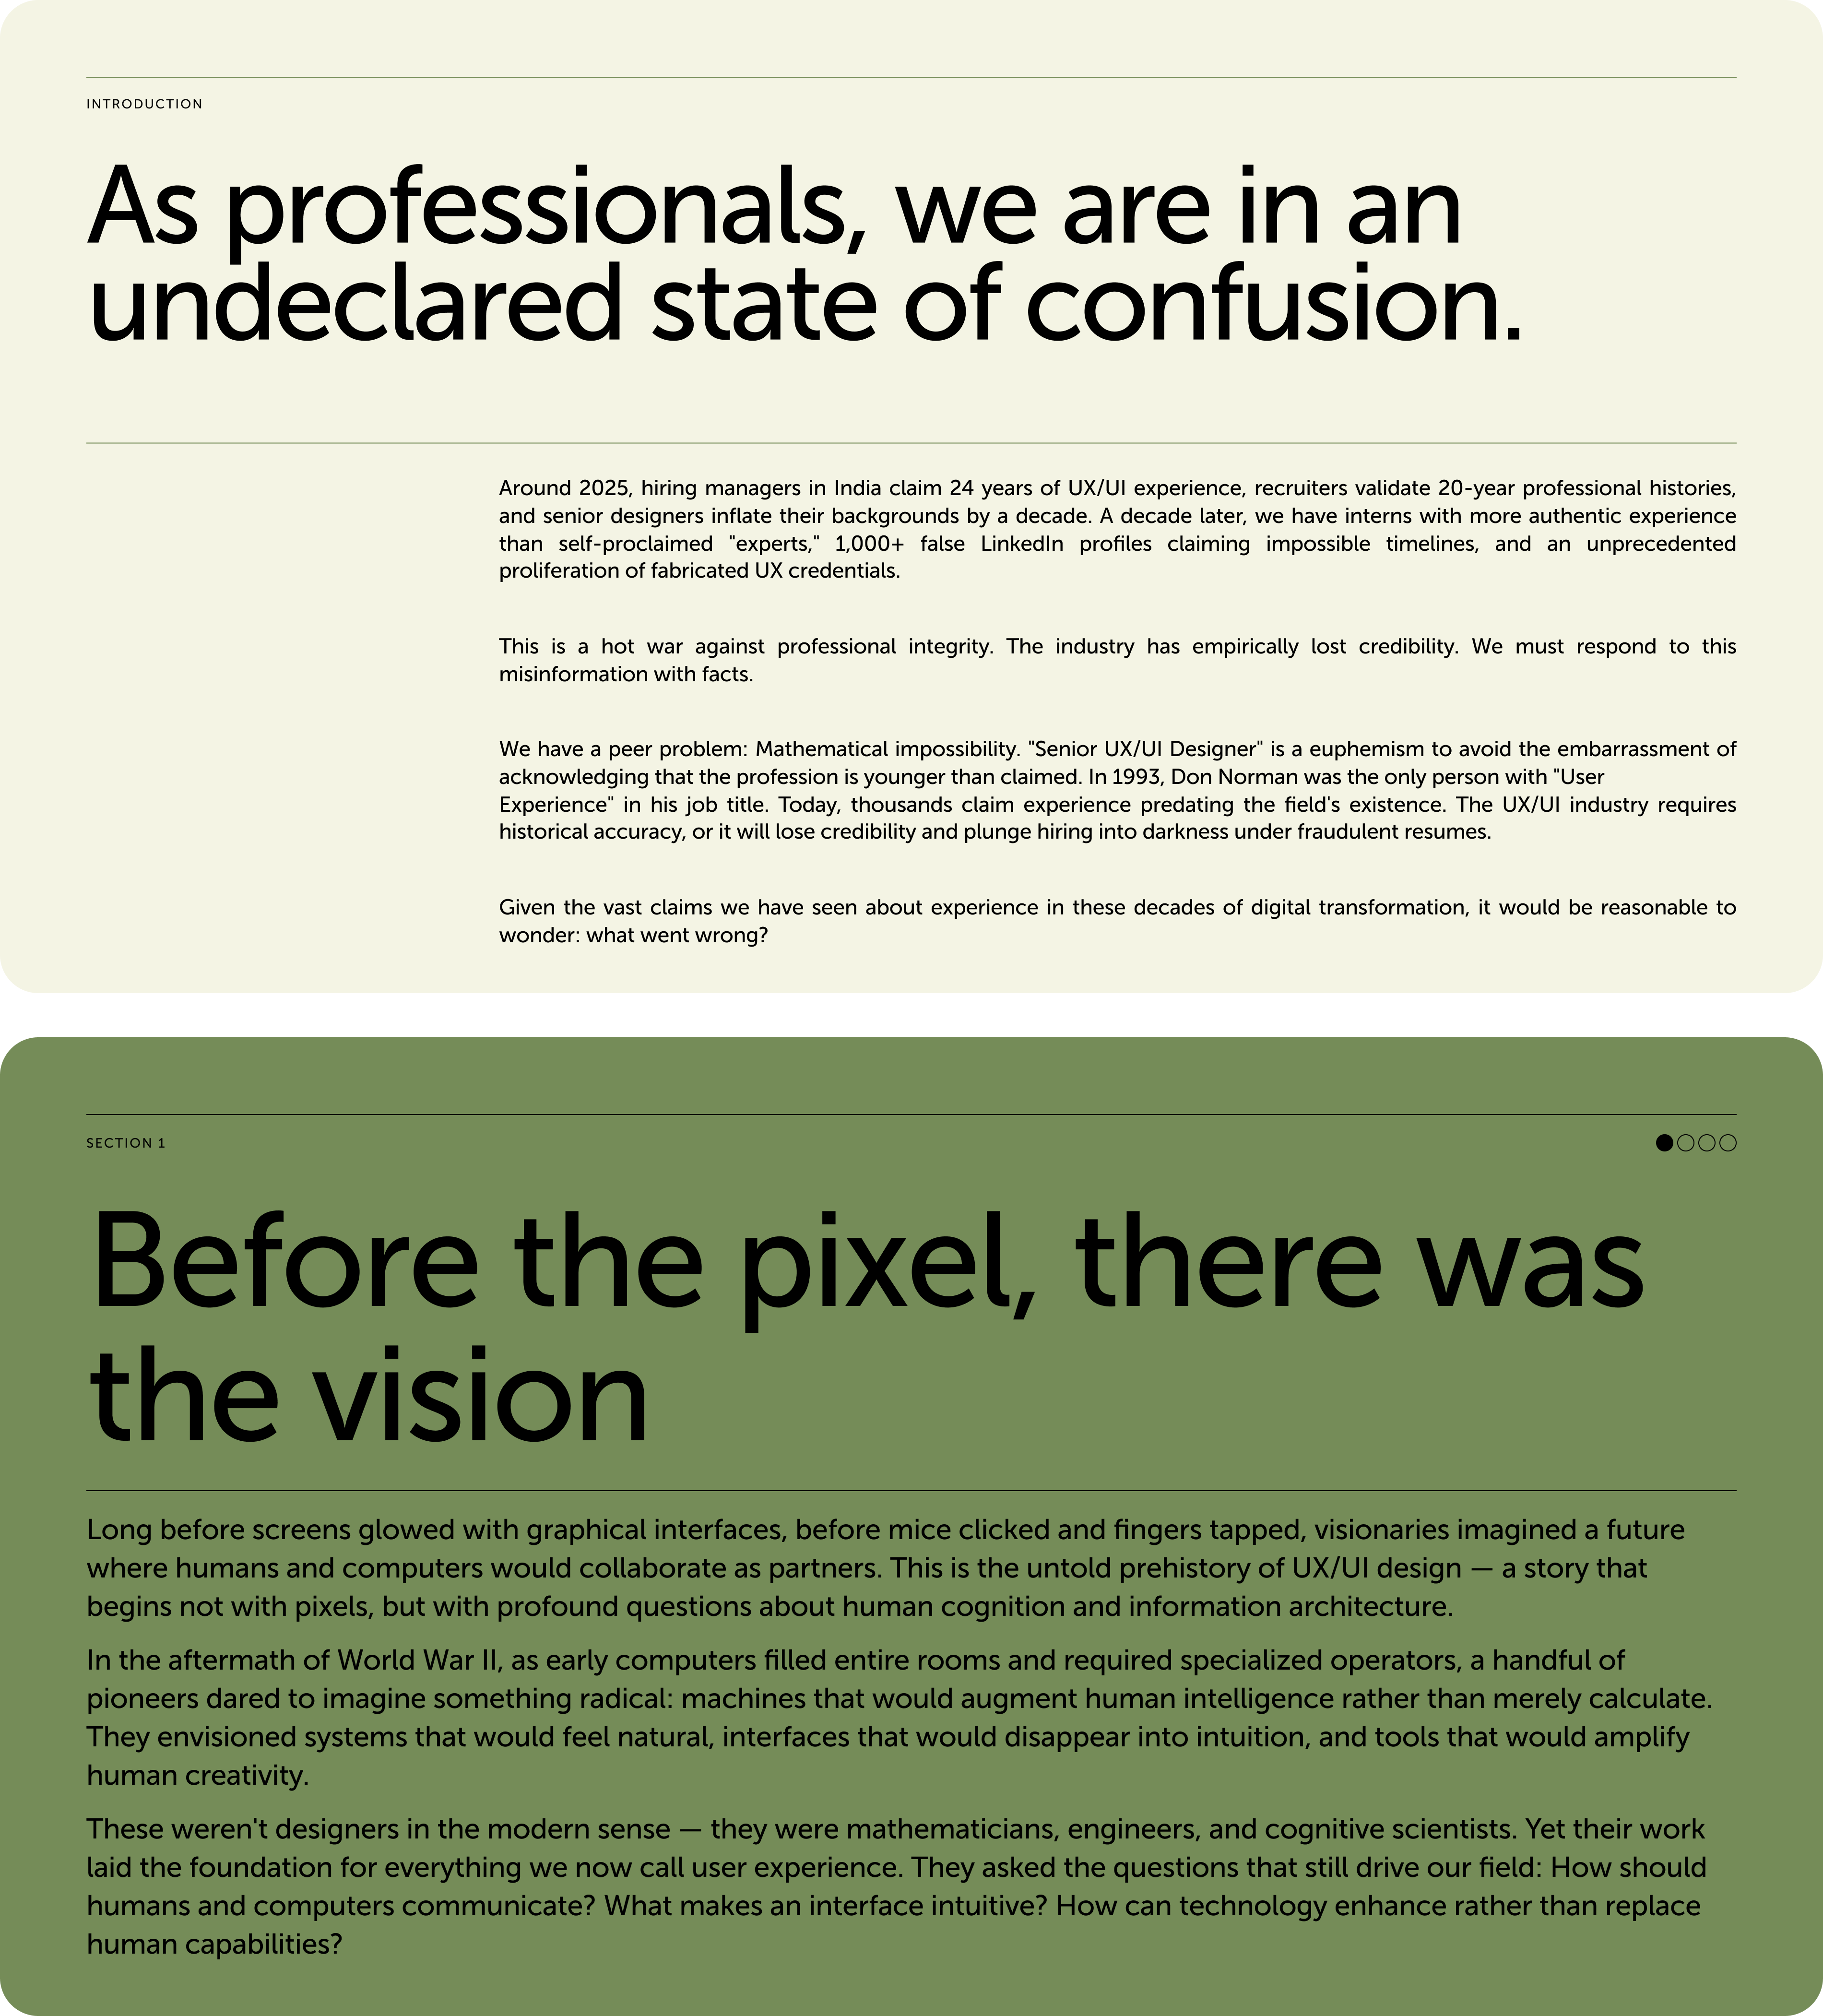 INTRODUCTION
As professionals, we are in an
undeclared state of confusion.
Around 2025, hiring managers in India claim 24 years of UX/UI experience, recruiters validate 20-year professional histories,
and senior designers inflate their backgrounds by a decade. A decade later, we have interns with more authentic experience
than self-proclaimed "experts," 1,000+ false LinkedIn profiles claiming impossible timelines, and an unprecedented
proliferation of fabricated UX credentials.
This is a hot war against professional integrity. The industry has empirically lost credibility. We must respond to this
misinformation with facts.
We have a peer problem: Mathematical impossibility. "Senior UX/UI Designer" is a euphemism to avoid the embarrassment of
acknowledging that the profession is younger than claimed. In 1993, Don Norman was the only person with "User
Experience" in his job title. Today, thousands claim experience predating the field's existence. The UX/UI industry requires
historical accuracy, or it will lose credibility and plunge hiring into darkness under fraudulent resumes.
Given the vast claims we have seen about experience in these decades of digital transformation, it would be reasonable to
wonder: what went wrong?
SECTION 1
Before the pixel, there was
the vision
Long before screens glowed with graphical interfaces, before mice clicked and fingers tapped, visionaries imagined a future
where humans and computers would collaborate as partners. This is the untold prehistory of UX/UI design — a story that
begins not with pixels, but with profound questions about human cognition and information architecture.
In the aftermath of World War II, as early computers filled entire rooms and required specialized operators, a handful of
pioneers dared to imagine something radical: machines that would augment human intelligence rather than merely calculate.
They envisioned systems that would feel natural, interfaces that would disappear into intuition, and tools that would amplify
human creativity.
These weren't designers in the modern sense — they were mathematicians, engineers, and cognitive scientists. Yet their work
laid the foundation for everything we now call user experience. They asked the questions that still drive our field: How should
humans and computers communicate? What makes an interface intuitive? How can technology enhance rather than replace
human capabilities?